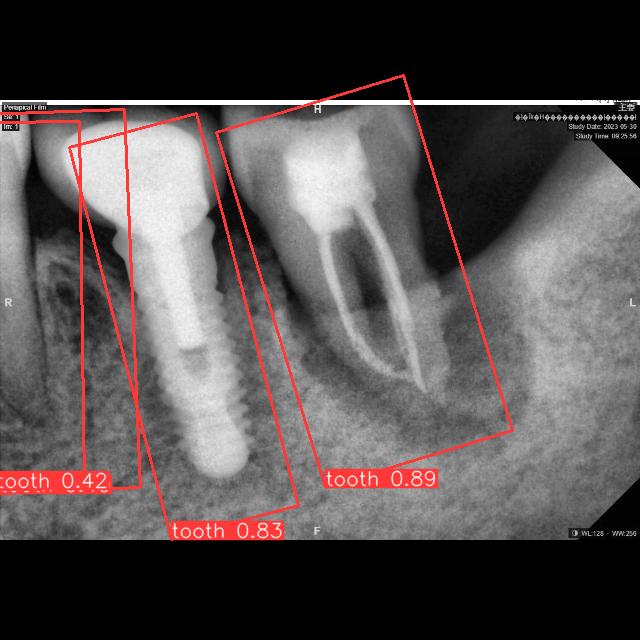 H
Periapical Film
Se: 1
Im: 1
Study Date: 2023-05-30
Study Time: 09:25:56
R
L
tooth 0.42
tooth 0.89
tooth 0.83
F
WL:128 - WW:256